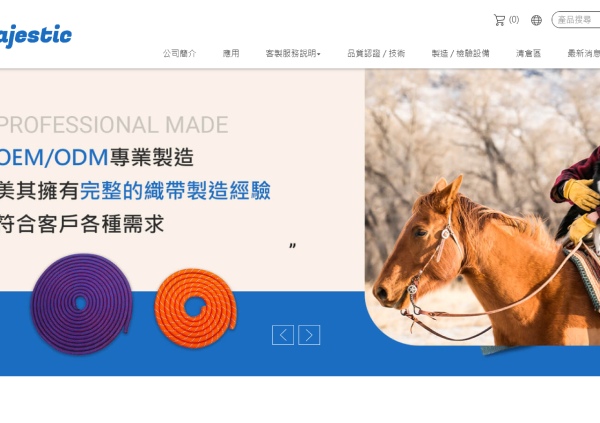 ajestic
(0)
產品搜尋
公司簡介
應用
客製服務說明
品質認證 / 技術
製造 / 檢驗設備
清倉區
最新消息
PROFESSIONAL MADE
OEM/ODM專業製造
美其擁有完整的織帶製造經驗
符合客戶各種需求
”